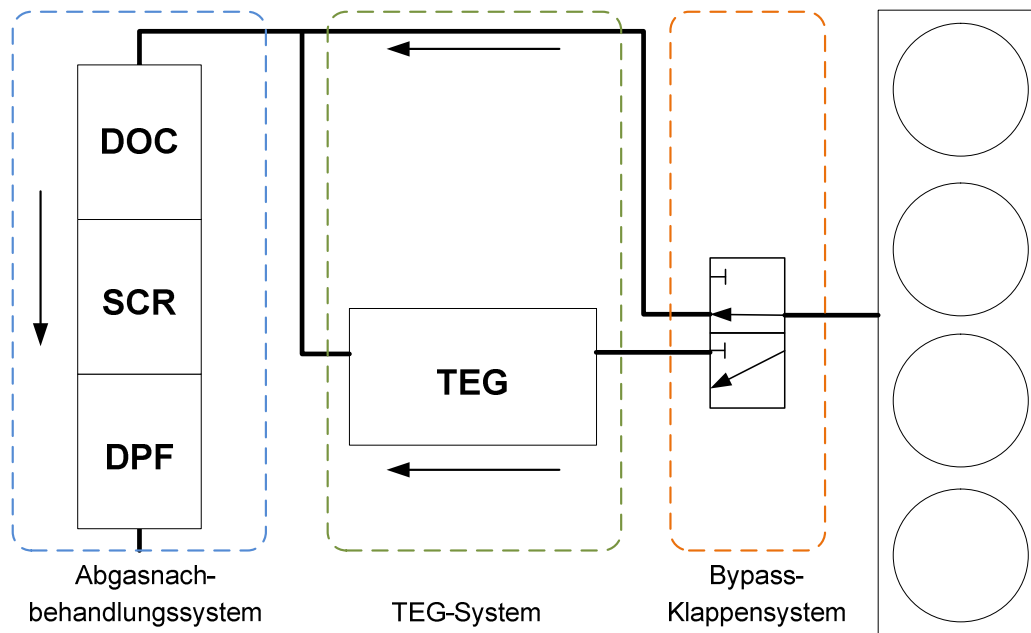 DOC
SCR
DPF
TEG
Abgasnach-
behandlungssystem
TEG-System
Bypass-
Klappensystem